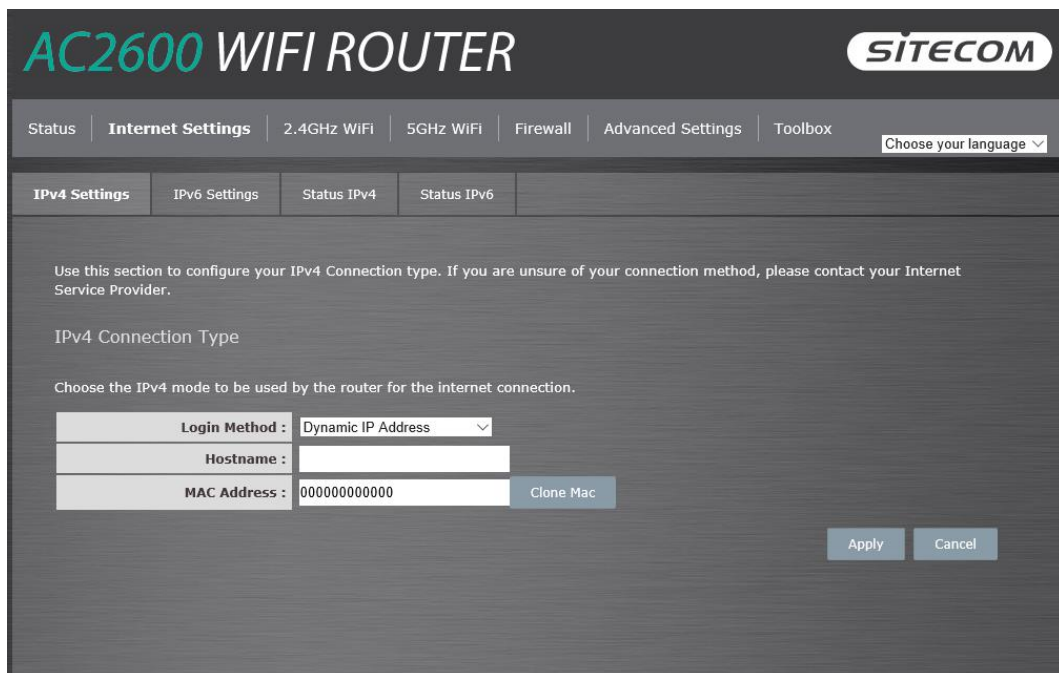 AC2600 WIFI ROUTER
SITECOM
Status Internet Settings 2.4GHz WiFi 5GHz WiFi Firewall Advanced Settings Toolbox
Choose your language
IPv4 Settings IPv6 Settings Status IPv4 Status IPv6
Use this section to configure your IPv4 Connection type. If you are unsure of your connection method, please contact your Internet
Service Provider.
IPv4 Connection Type
Choose the IPv4 mode to be used by the router for the internet connection.
Login Method : Dynamic IP Address
Hostname :
MAC Address : 000000000000 Clone Mac
Apply Cancel